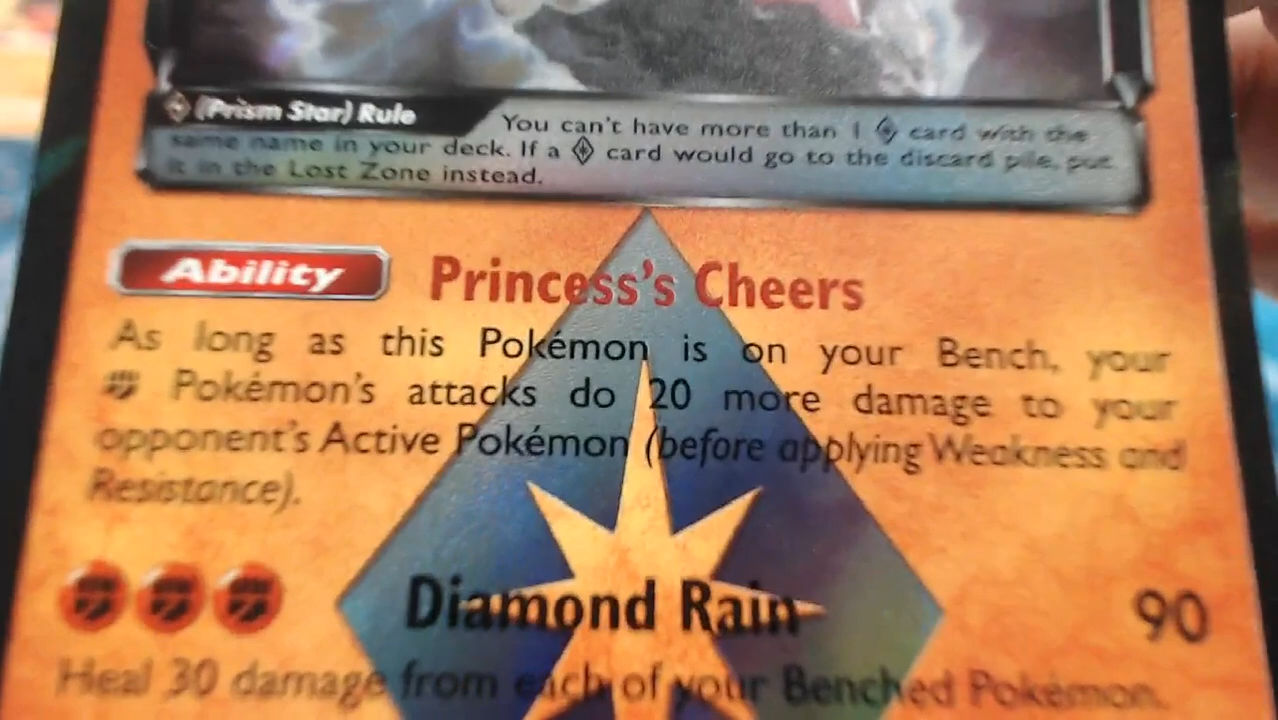 (Prism Star) Rule
You can't have more than 1 card with the
same name in your deck. If a card would go to the discard pile, put
it in the Lost Zone instead.
Ability Princess's Cheers
As long as this Pokémon is on your Bench, your
Pokémon's attacks do 20 more damage to your
opponent's Active Pokémon (before applying Weakness and
Resistance).
Diamond Rain 90
Heal 30 damage from each of your Benched Pokémon.